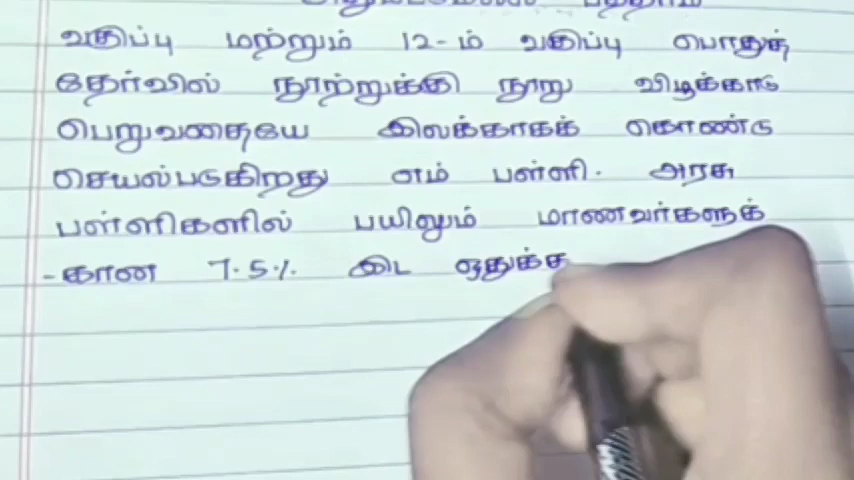 வகுப்பு மற்றும் 12-ம் வகுப்பு பொதுத்
தேர்வில் நூற்றுக்கு நூறு விழுக்காடு
பெறுவதையே இலக்காகக் கொண்டு
செயல்படுகிறது எம் பள்ளி. அரசு
பள்ளிகளில் பயிலும் மாணவர்களுக்
-கான 7.5% இட ஒதுக்க